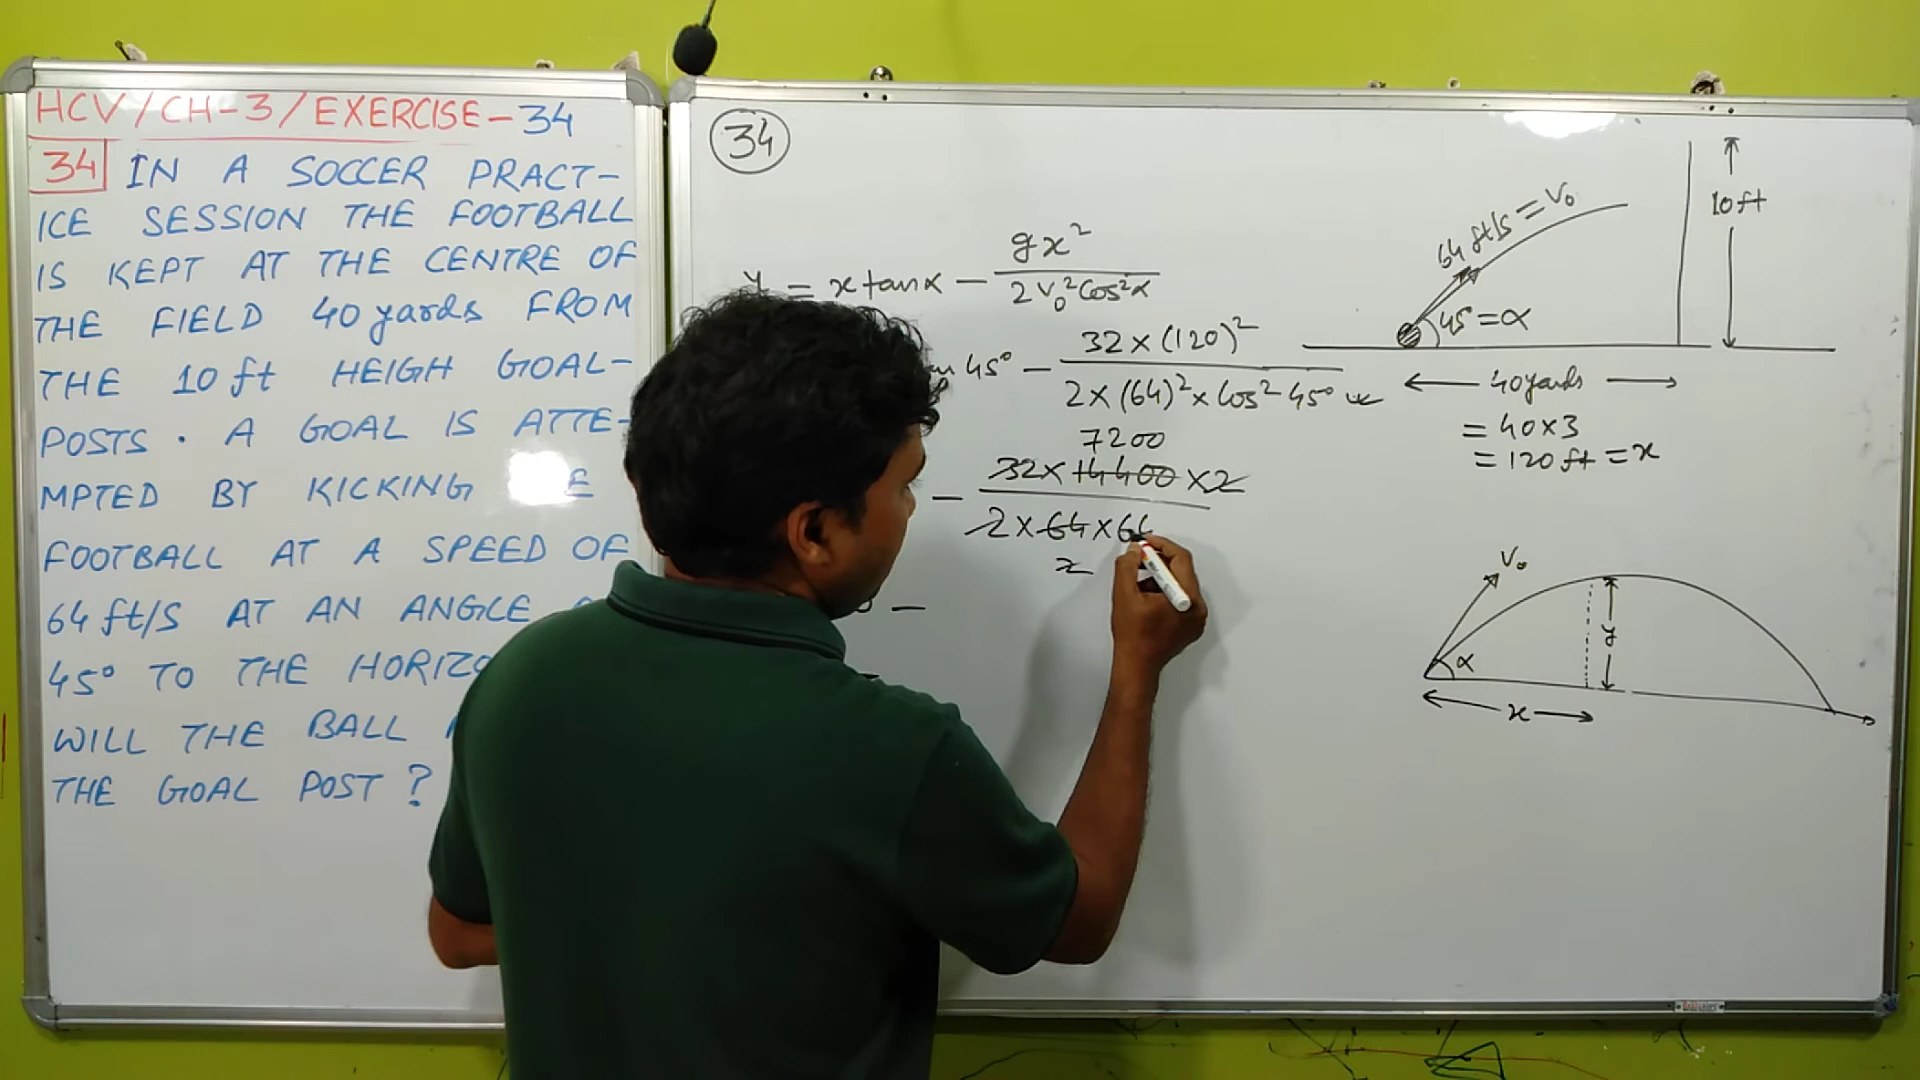 HCV/CH-3/EXERCISE-34
34 IN A SOCCER PRACT-
ICE SESSION THE FOOTBALL
IS KEPT AT THE CENTRE OF
THE FIELD 40 yards FROM
THE 10 ft HEIGH GOAL-
POSTS. A GOAL IS ATTE-
MPTED BY KICKING
FOOTBALL AT A SPEED OF
64 ft/S AT AN ANGLE
45° TO THE HORIZO
WILL THE BALL
THE GOAL POST?
34
y = x tanα - gx² / 2V₀²Cos²α
45° - 32×(120)² / 2×(64)²×Cos²45°
7200
- 32×14400×2 / 2×64×64
2
-
64 ft/s = V₀
45 = α
10ft
40yards
= 40×3
= 120 ft = x
V₀
α
y
x